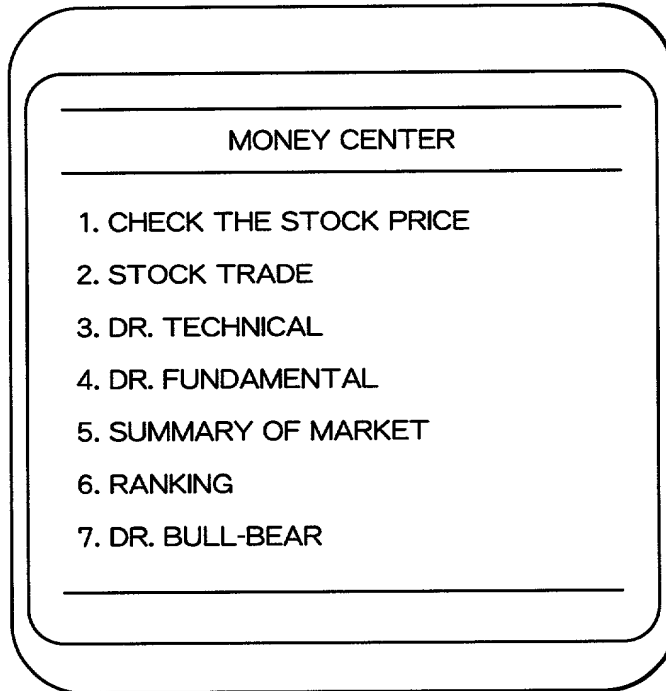 MONEY CENTER
1. CHECK THE STOCK PRICE
2. STOCK TRADE
3. DR. TECHNICAL
4. DR. FUNDAMENTAL
5. SUMMARY OF MARKET
6. RANKING
7. DR. BULL-BEAR